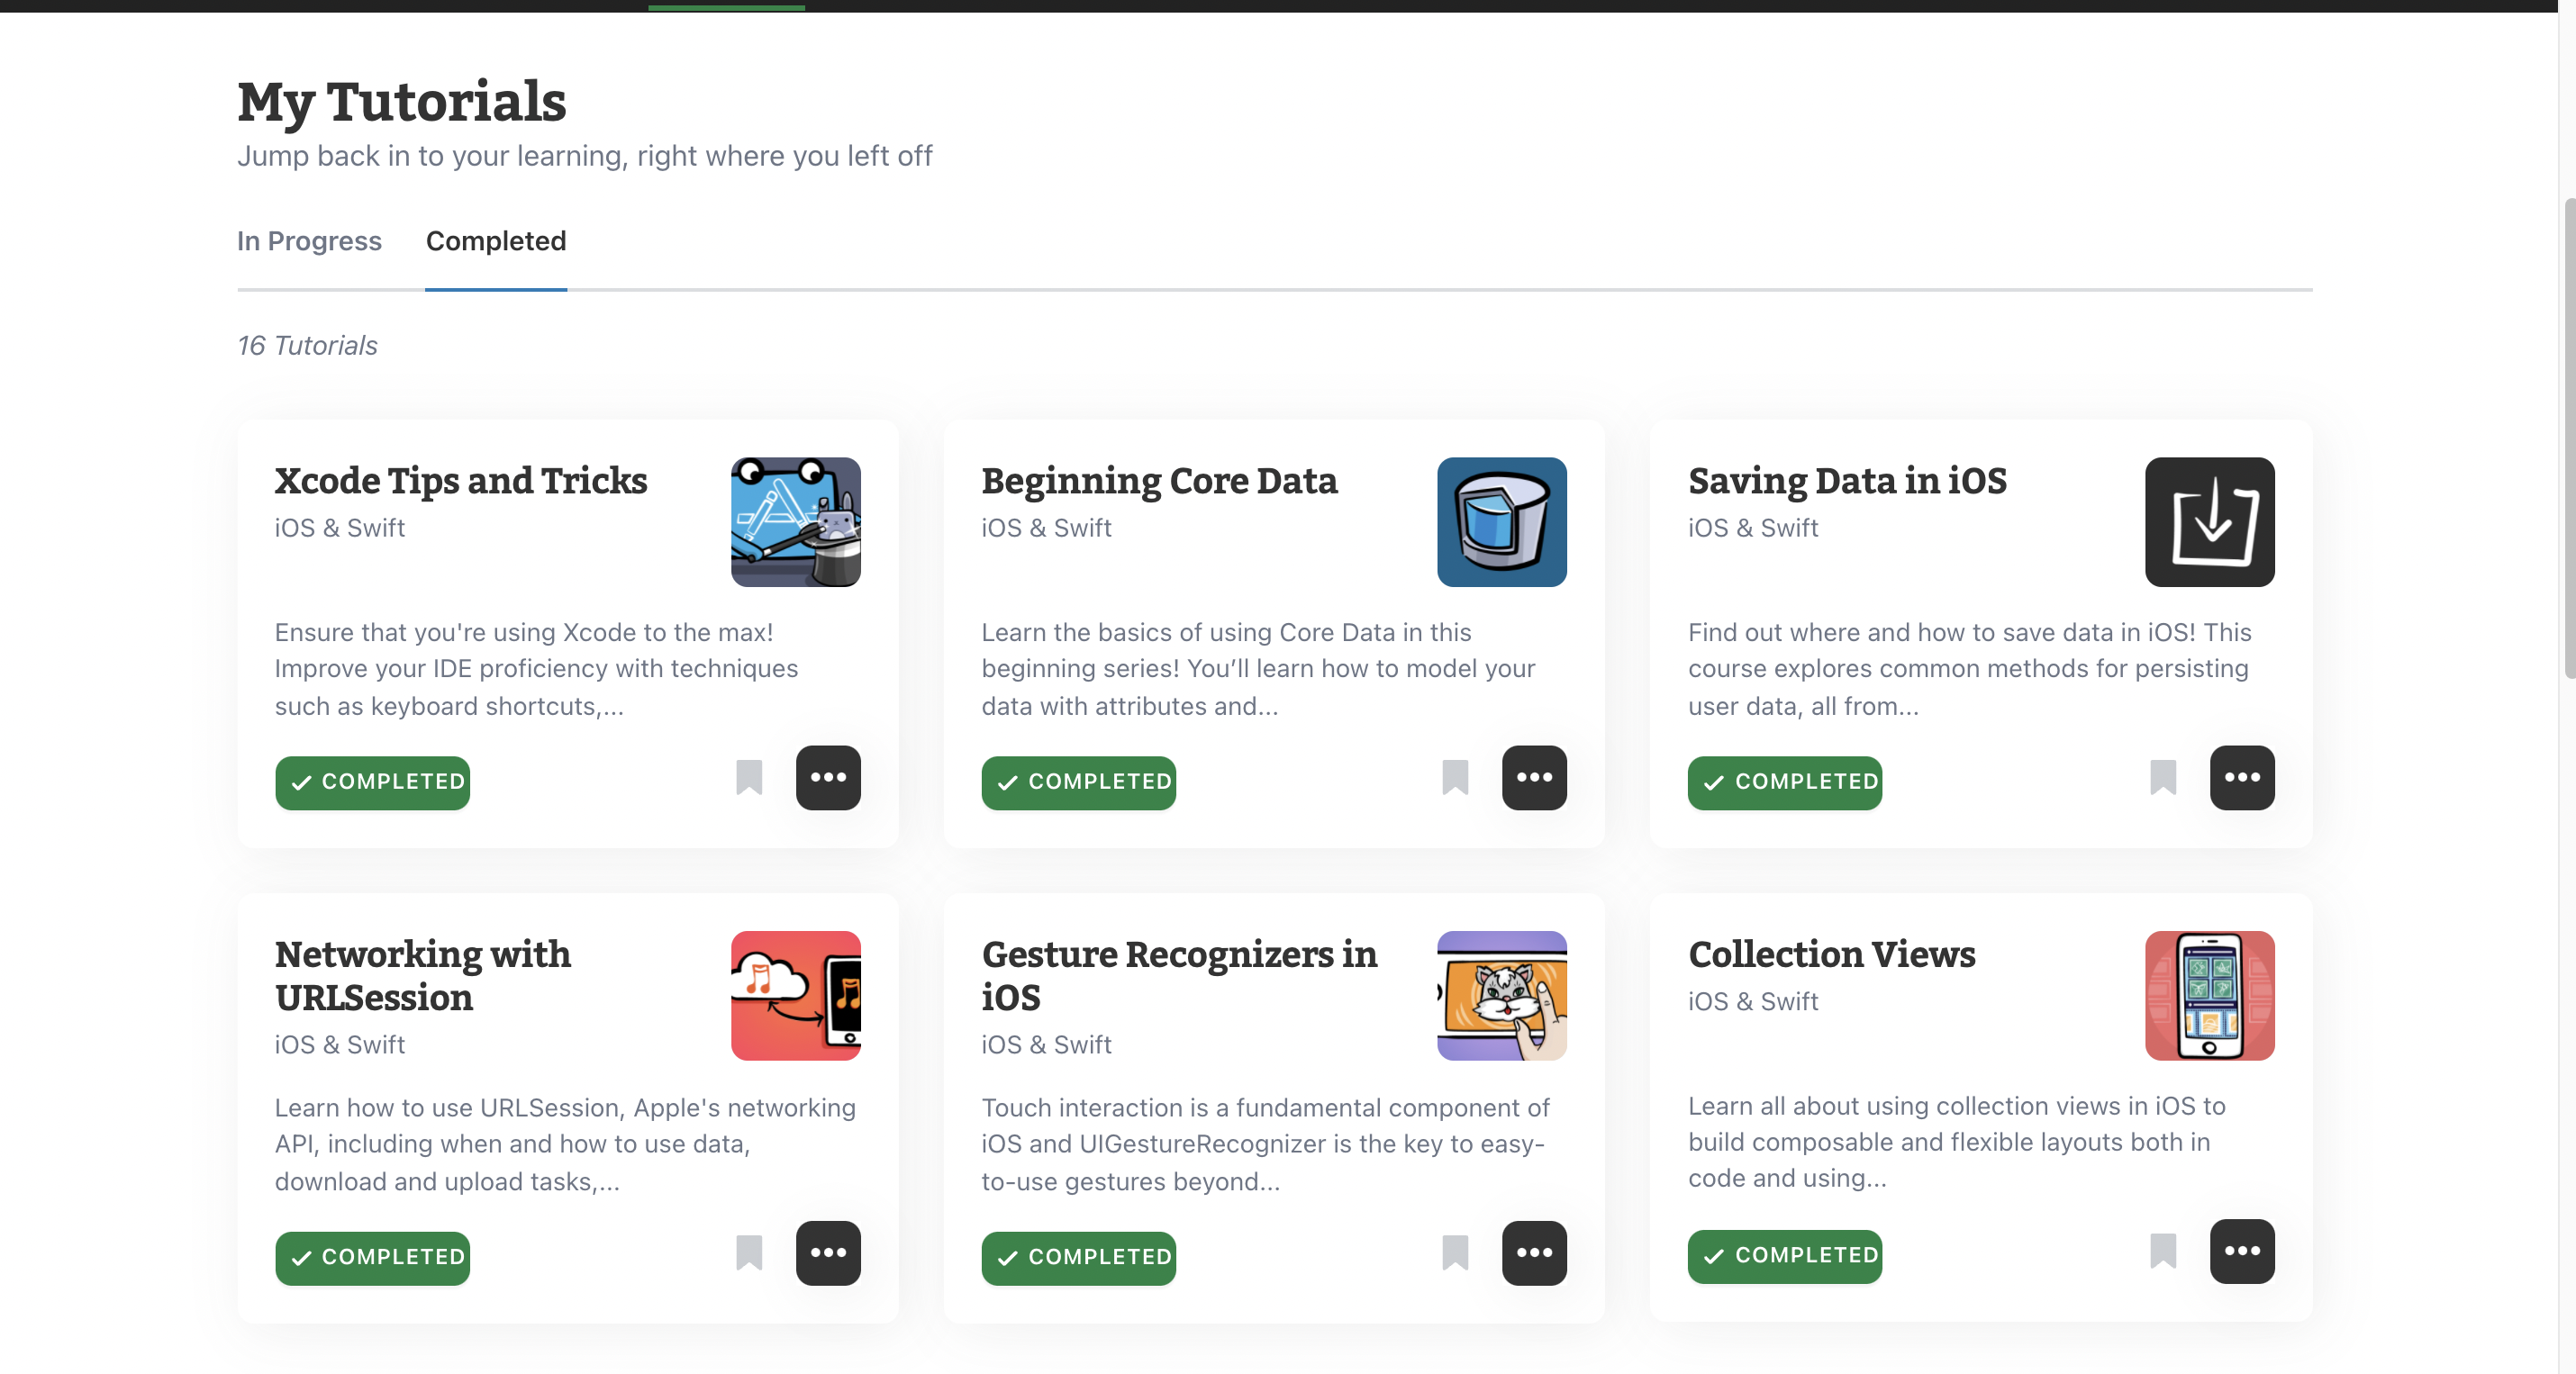 My Tutorials
Jump back in to your learning, right where you left off
In Progress
Completed
16 Tutorials
Xcode Tips and Tricks
iOS & Swift
Ensure that you're using Xcode to the max!
Improve your IDE proficiency with techniques
such as keyboard shortcuts,...
COMPLETED
Beginning Core Data
iOS & Swift
Learn the basics of using Core Data in this
beginning series! You’ll learn how to model your
data with attributes and...
COMPLETED
Saving Data in iOS
iOS & Swift
Find out where and how to save data in iOS! This
course explores common methods for persisting
user data, all from...
COMPLETED
Networking with
URLSession
iOS & Swift
Learn how to use URLSession, Apple's networking
API, including when and how to use data,
download and upload tasks,...
COMPLETED
Gesture Recognizers in
iOS
iOS & Swift
Touch interaction is a fundamental component of
iOS and UIGestureRecognizer is the key to easy-
to-use gestures beyond...
COMPLETED
Collection Views
iOS & Swift
Learn all about using collection views in iOS to
build composable and flexible layouts both in
code and using...
COMPLETED